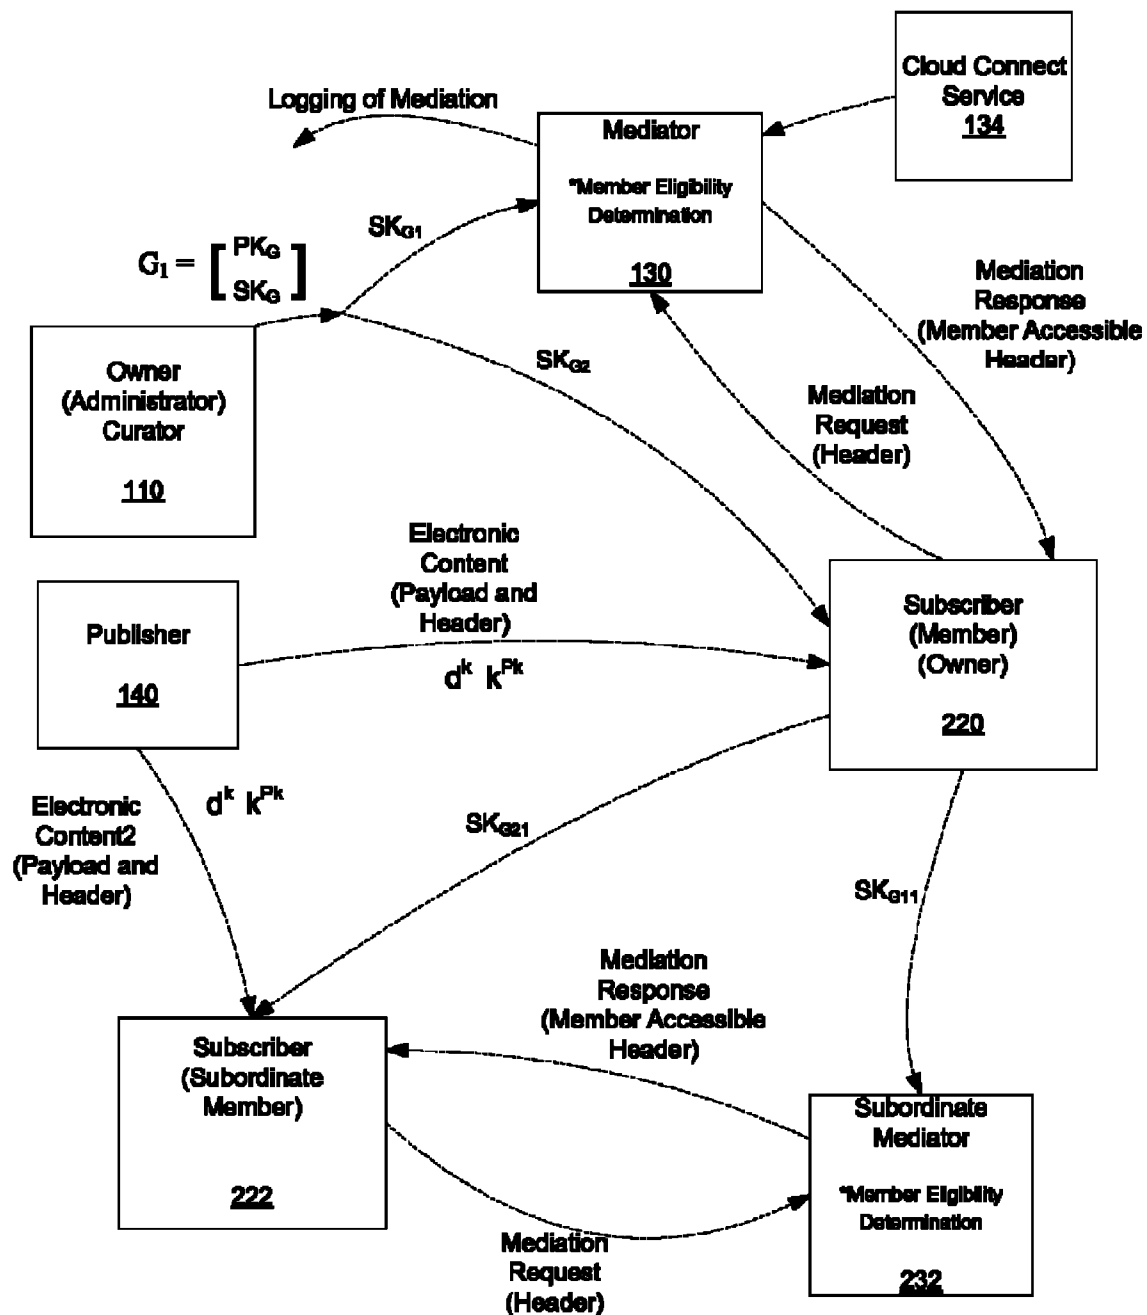 Cloud Connect
Service
134
Logging of Mediation
Mediator
*Member Eligibility
Determination
130
SK_G1
G₁ = [ PK_G
SK_G ]
Mediation
Response
(Member Accessible
Header)
Owner
(Administrator)
Curator
110
SK_G2
Mediation
Request
(Header)
Electronic
Content
(Payload and
Header)
d^k k^Pk
Publisher
140
Subscriber
(Member)
(Owner)
220
Electronic
Content2
(Payload and
Header)
d^k k^Pk
SK_G21
SK_G11
Mediation
Response
(Member Accessible
Header)
Subscriber
(Subordinate
Member)
222
Subordinate
Mediator
*Member Eligibility
Determination
232
Mediation
Request
(Header)